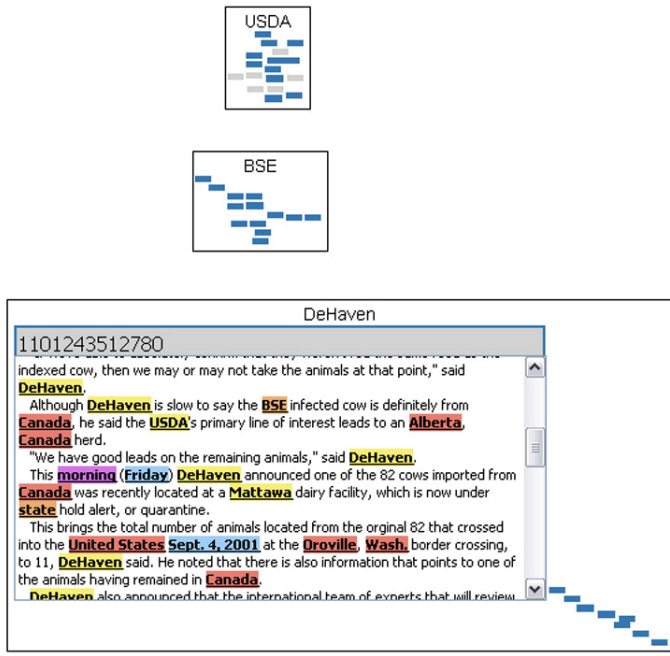 USDA
BSE
DeHaven
1101243512780
indexed cow, then we may or may not take the animals at that point," said
DeHaven.
Although DeHaven is slow to say the BSE infected cow is definitely from
Canada, he said the USDA's primary line of interest leads to an Alberta,
Canada herd.
"We have good leads on the remaining animals," said DeHaven.
This morning (Friday) DeHaven announced one of the 82 cows imported from
Canada was recently located at a Mattawa dairy facility, which is now under
state hold alert, or quarantine.
This brings the total number of animals located from the orginal 82 that crossed
into the United States Sept. 4, 2001 at the Oroville, Wash. border crossing,
to 11, DeHaven said. He noted that there is also information that points to one of
the animals having remained in Canada.
DeHaven also announced that the international team of experts that will review